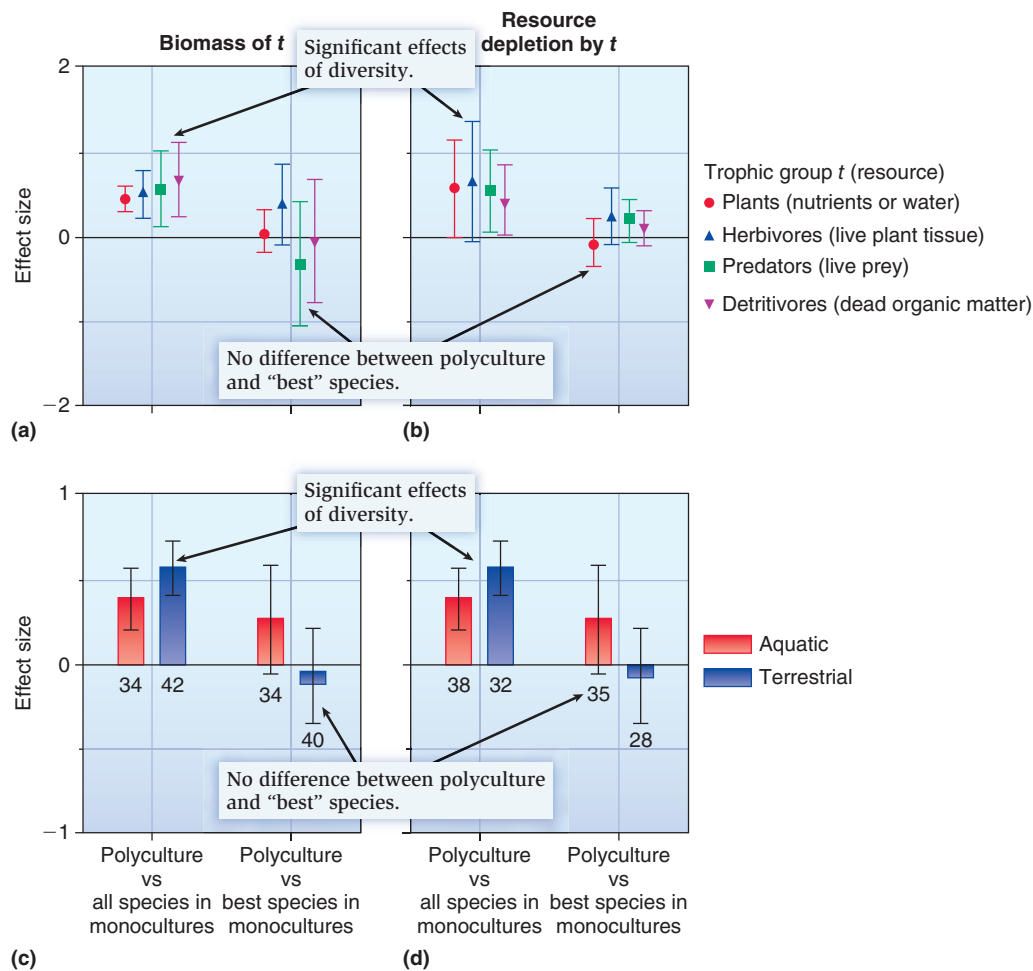 Biomass of t
Resource
depletion by t
Significant effects
of diversity.
2
1
0
−1
−2
Effect size
No difference between polyculture
and “best” species.
(a)
(b)
Trophic group t (resource)
Plants (nutrients or water)
Herbivores (live plant tissue)
Predators (live prey)
Detritivores (dead organic matter)
Significant effects
of diversity.
1
0
−1
Effect size
34
42
34
40
38
32
35
28
No difference between polyculture
and “best” species.
Aquatic
Terrestrial
Polyculture
vs
all species in
monocultures
Polyculture
vs
best species in
monocultures
Polyculture
vs
all species in
monocultures
Polyculture
vs
best species in
monocultures
(c)
(d)